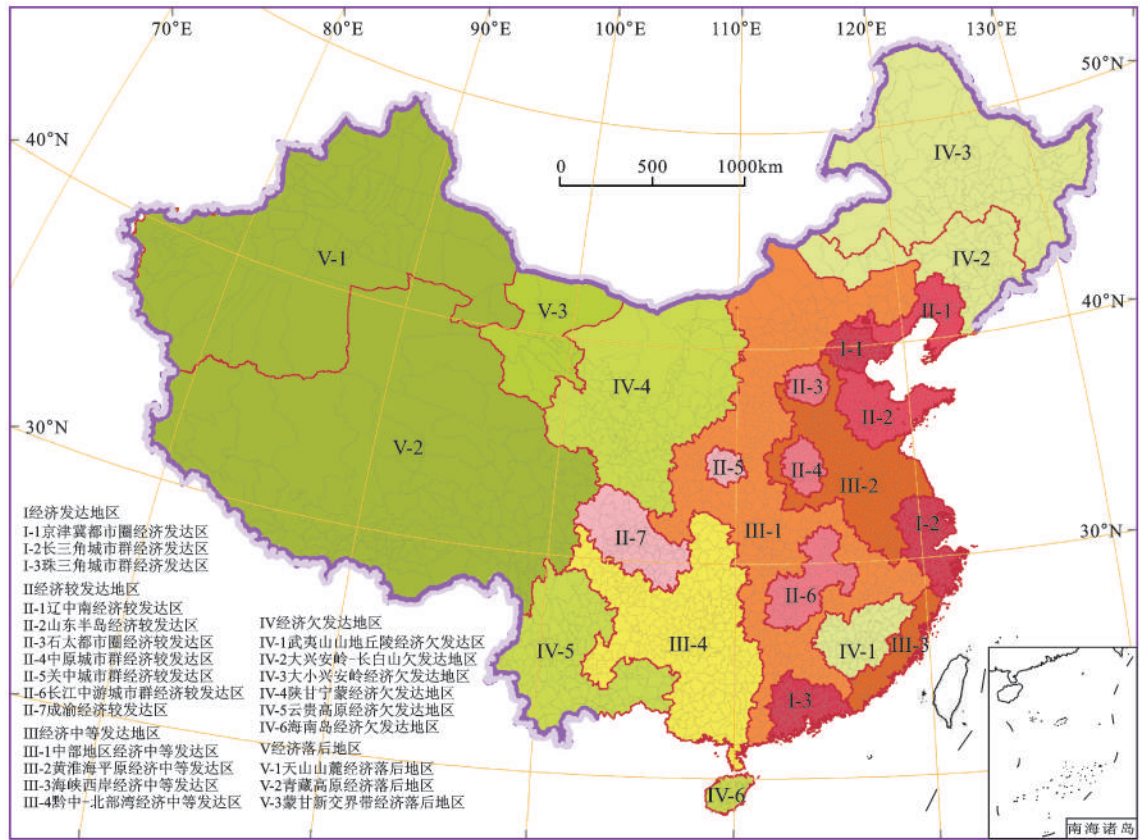 70°E
80°E
90°E
100°E
110°E
120°E
130°E
50°N
40°N
40°N
30°N
30°N
0 500 1000km
IV-3
IV-2
V-1
V-3
II-1
I-1
IV-4
II-3
II-2
V-2
II-5
II-4
III-2
I-2
III-1
II-7
II-6
III-4
IV-1
III-3
IV-5
I-3
IV-6
I经济发达地区
I-1京津冀都市圈经济发达区
I-2长三角城市群经济发达区
I-3珠三角城市群经济发达区
II经济较发达地区
II-1辽中南经济较发达区
II-2山东半岛经济较发达区
II-3石太都市圈经济较发达区
II-4中原城市群经济较发达区
II-5关中城市群经济较发达区
II-6长江中游城市群经济较发达区
II-7成渝经济较发达区
III经济中等发达地区
III-1中部地区经济中等发达区
III-2黄淮海平原经济中等发达区
III-3海峡西岸经济中等发达区
III-4黔中-北部湾经济中等发达区
IV经济欠发达地区
IV-1武夷山山地丘陵经济欠发达区
IV-2大兴安岭-长白山欠发达地区
IV-3大小兴安岭经济欠发达地区
IV-4陕甘宁蒙经济欠发达地区
IV-5云贵高原经济欠发达地区
IV-6海南岛经济欠发达地区
V经济落后地区
V-1天山山麓经济落后地区
V-2青藏高原经济落后地区
V-3蒙甘新交界带经济落后地区
南海诸岛